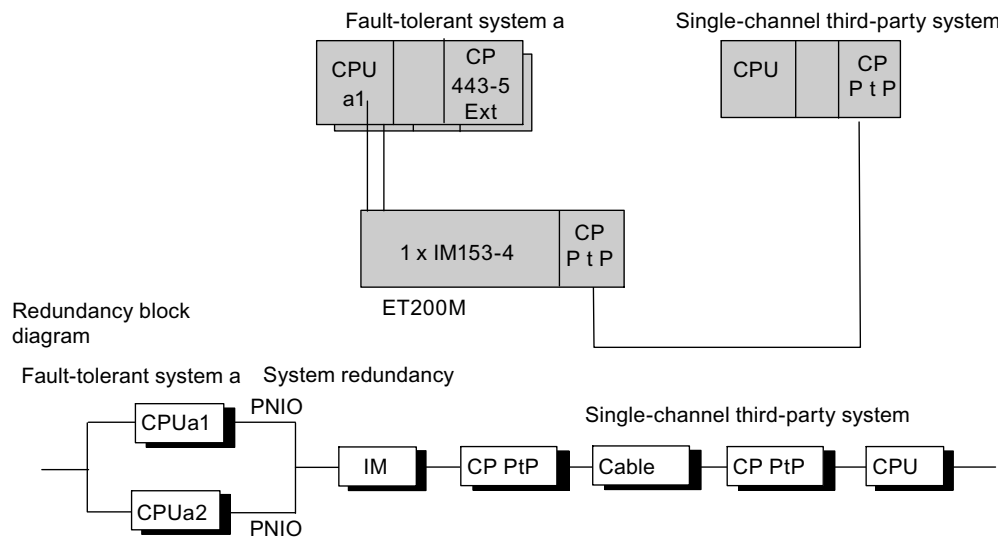 Fault-tolerant system a
Single-channel third-party system
CPU
a1
CP
443-5
Ext
CPU
CP
P t P
1 x IM153-4
CP
P t P
ET200M
Redundancy block
diagram
Fault-tolerant system a
System redundancy
PNIO
CPUa1
Single-channel third-party system
IM
CP PtP
Cable
CP PtP
CPU
CPUa2
PNIO